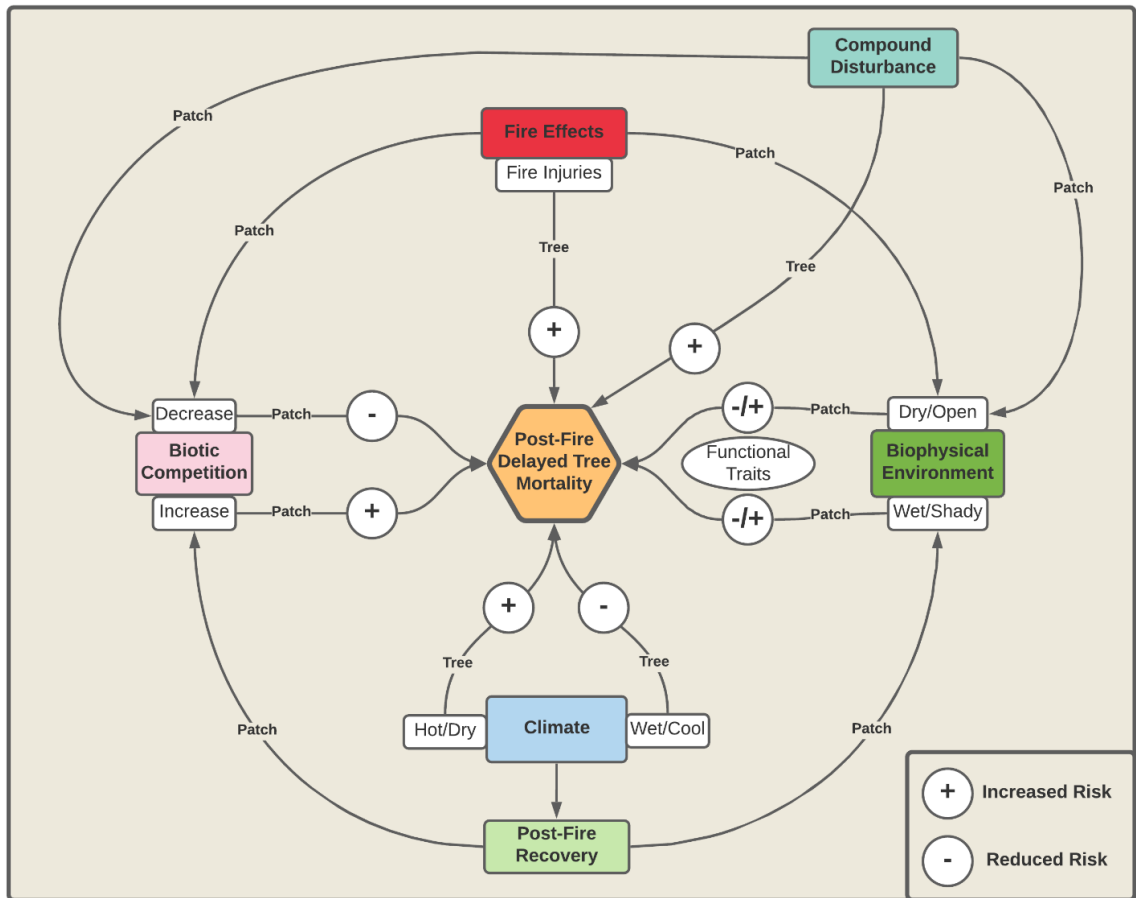 Compound
Disturbance
Patch
Fire Effects
Patch
Fire Injuries
Patch
Patch
Tree
Tree
+
+
Decrease
Patch
-
-/+
Patch
Dry/Open
Biotic
Competition
Post-Fire
Delayed Tree
Mortality
Functional
Traits
Biophysical
Environment
Increase
Patch
+
-/+
Patch
Wet/Shady
+
-
Tree
Tree
Hot/Dry
Climate
Wet/Cool
Patch
Patch
Post-Fire
Recovery
+ Increased Risk
- Reduced Risk